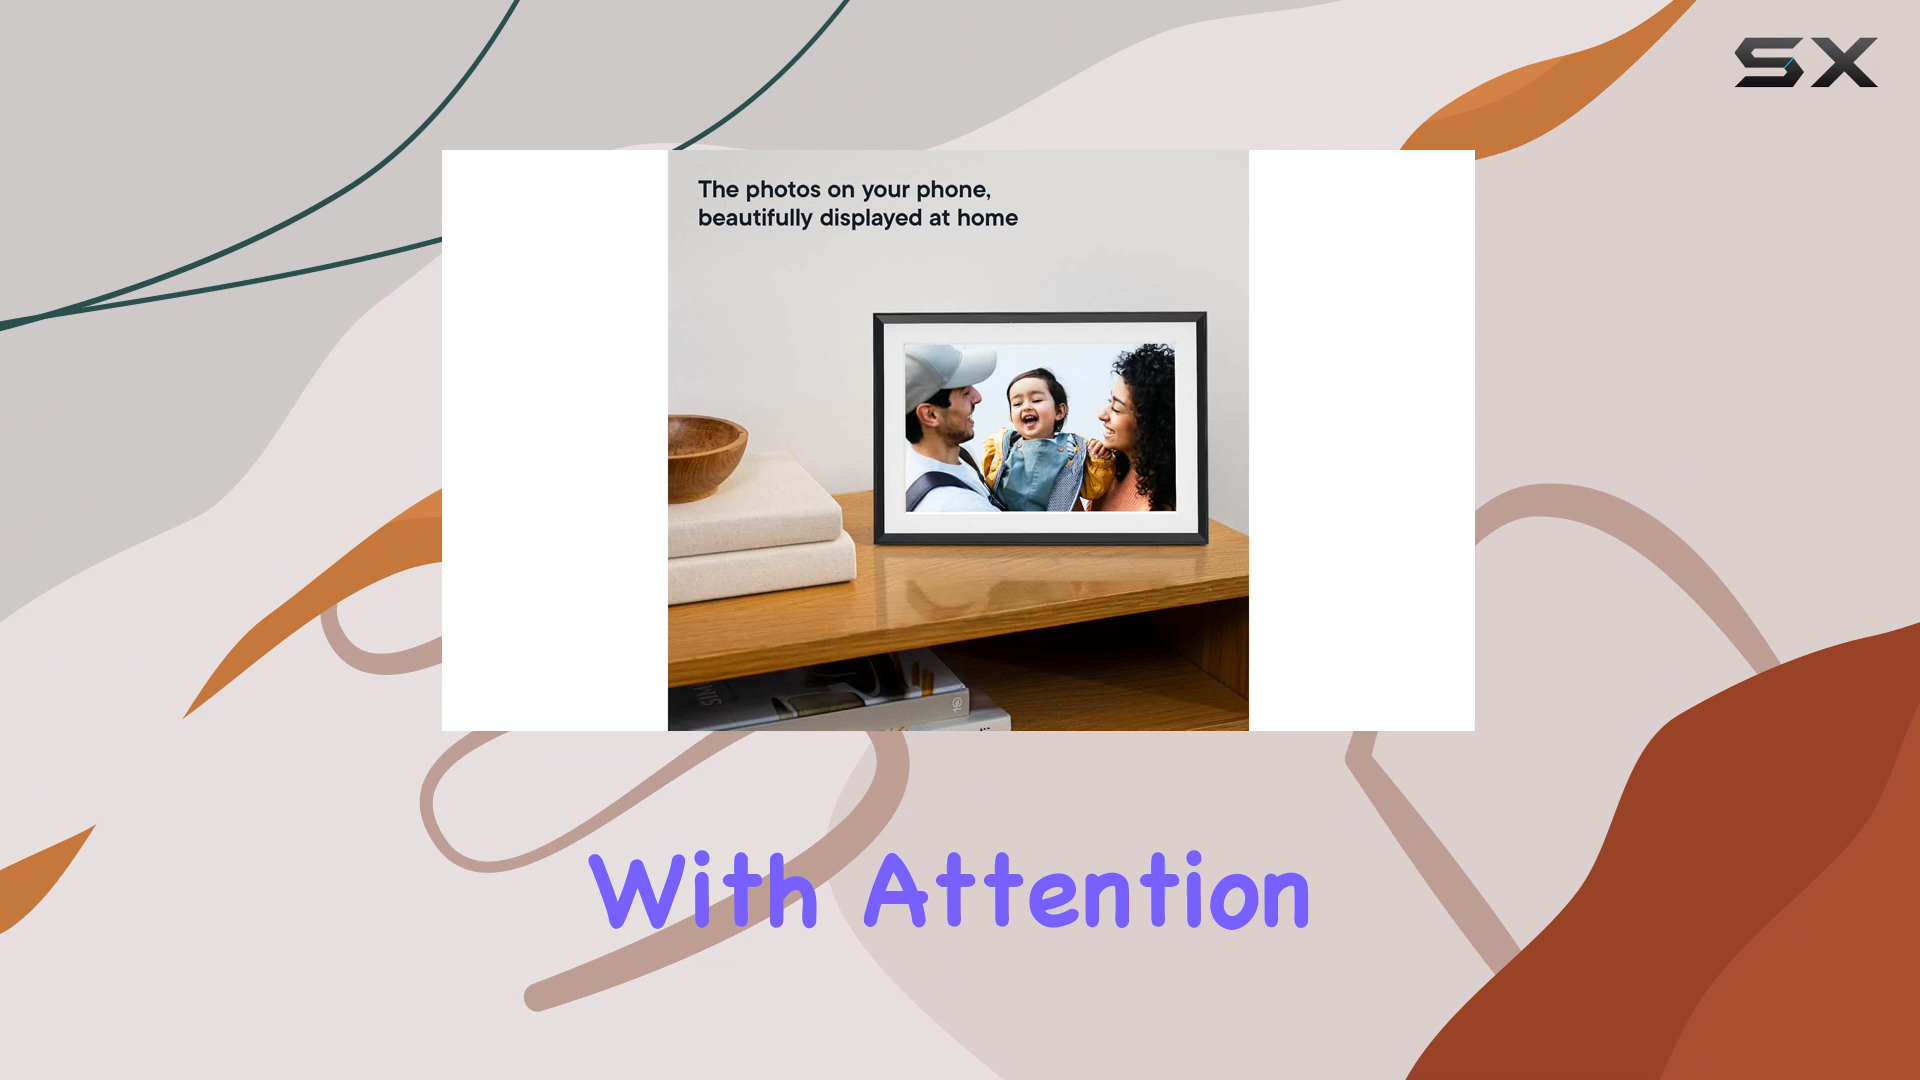 SX
The photos on your phone,
beautifully displayed at home
With Attention